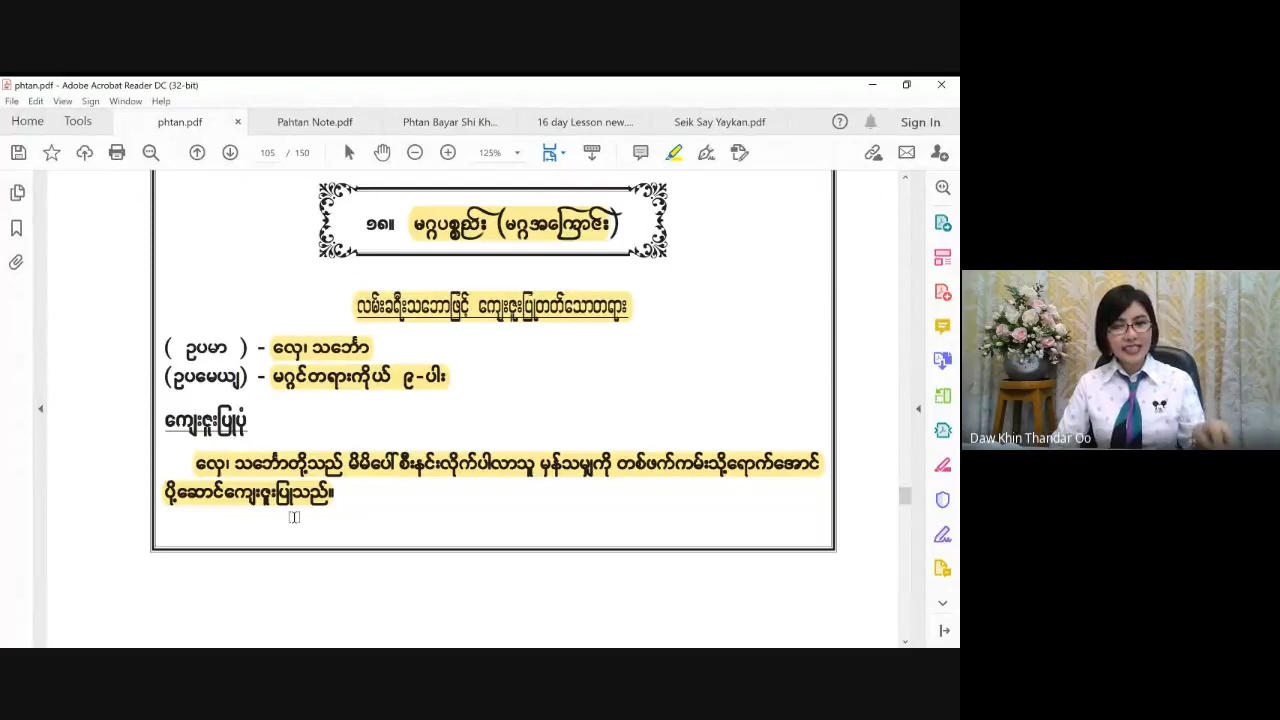 phtan.pdf - Adobe Acrobat Reader DC (32-bit)
File Edit View Sign Window Help
Home Tools phtan.pdf × Pahtan Note.pdf Phtan Bayar Shi Kh... 16 day Lesson new.... Seik Say Yaykan.pdf Sign In
105 / 150 125%
၁၈။ မဂ္ဂပစ္စည်း (မဂ္ဂအကြောင်း)
လမ်းခရီးသဘောဖြင့် ကျေးဇူးပြုတတ်သောတရား
( ဥပမာ ) - လှေ၊ သင်္ဘော
(ဥပမေယျ) - မဂ္ဂင်တရားကိုယ် ၉-ပါး
ကျေးဇူးပြုပုံ
လှေ၊ သင်္ဘောတို့သည် မိမိပေါ် စီးနင်းလိုက်ပါလာသူ မှန်သမျှကို တစ်ဖက်ကမ်းသို့ရောက်အောင်
ပို့ဆောင်ကျေးဇူးပြုသည်။
Daw Khin Thandar Oo